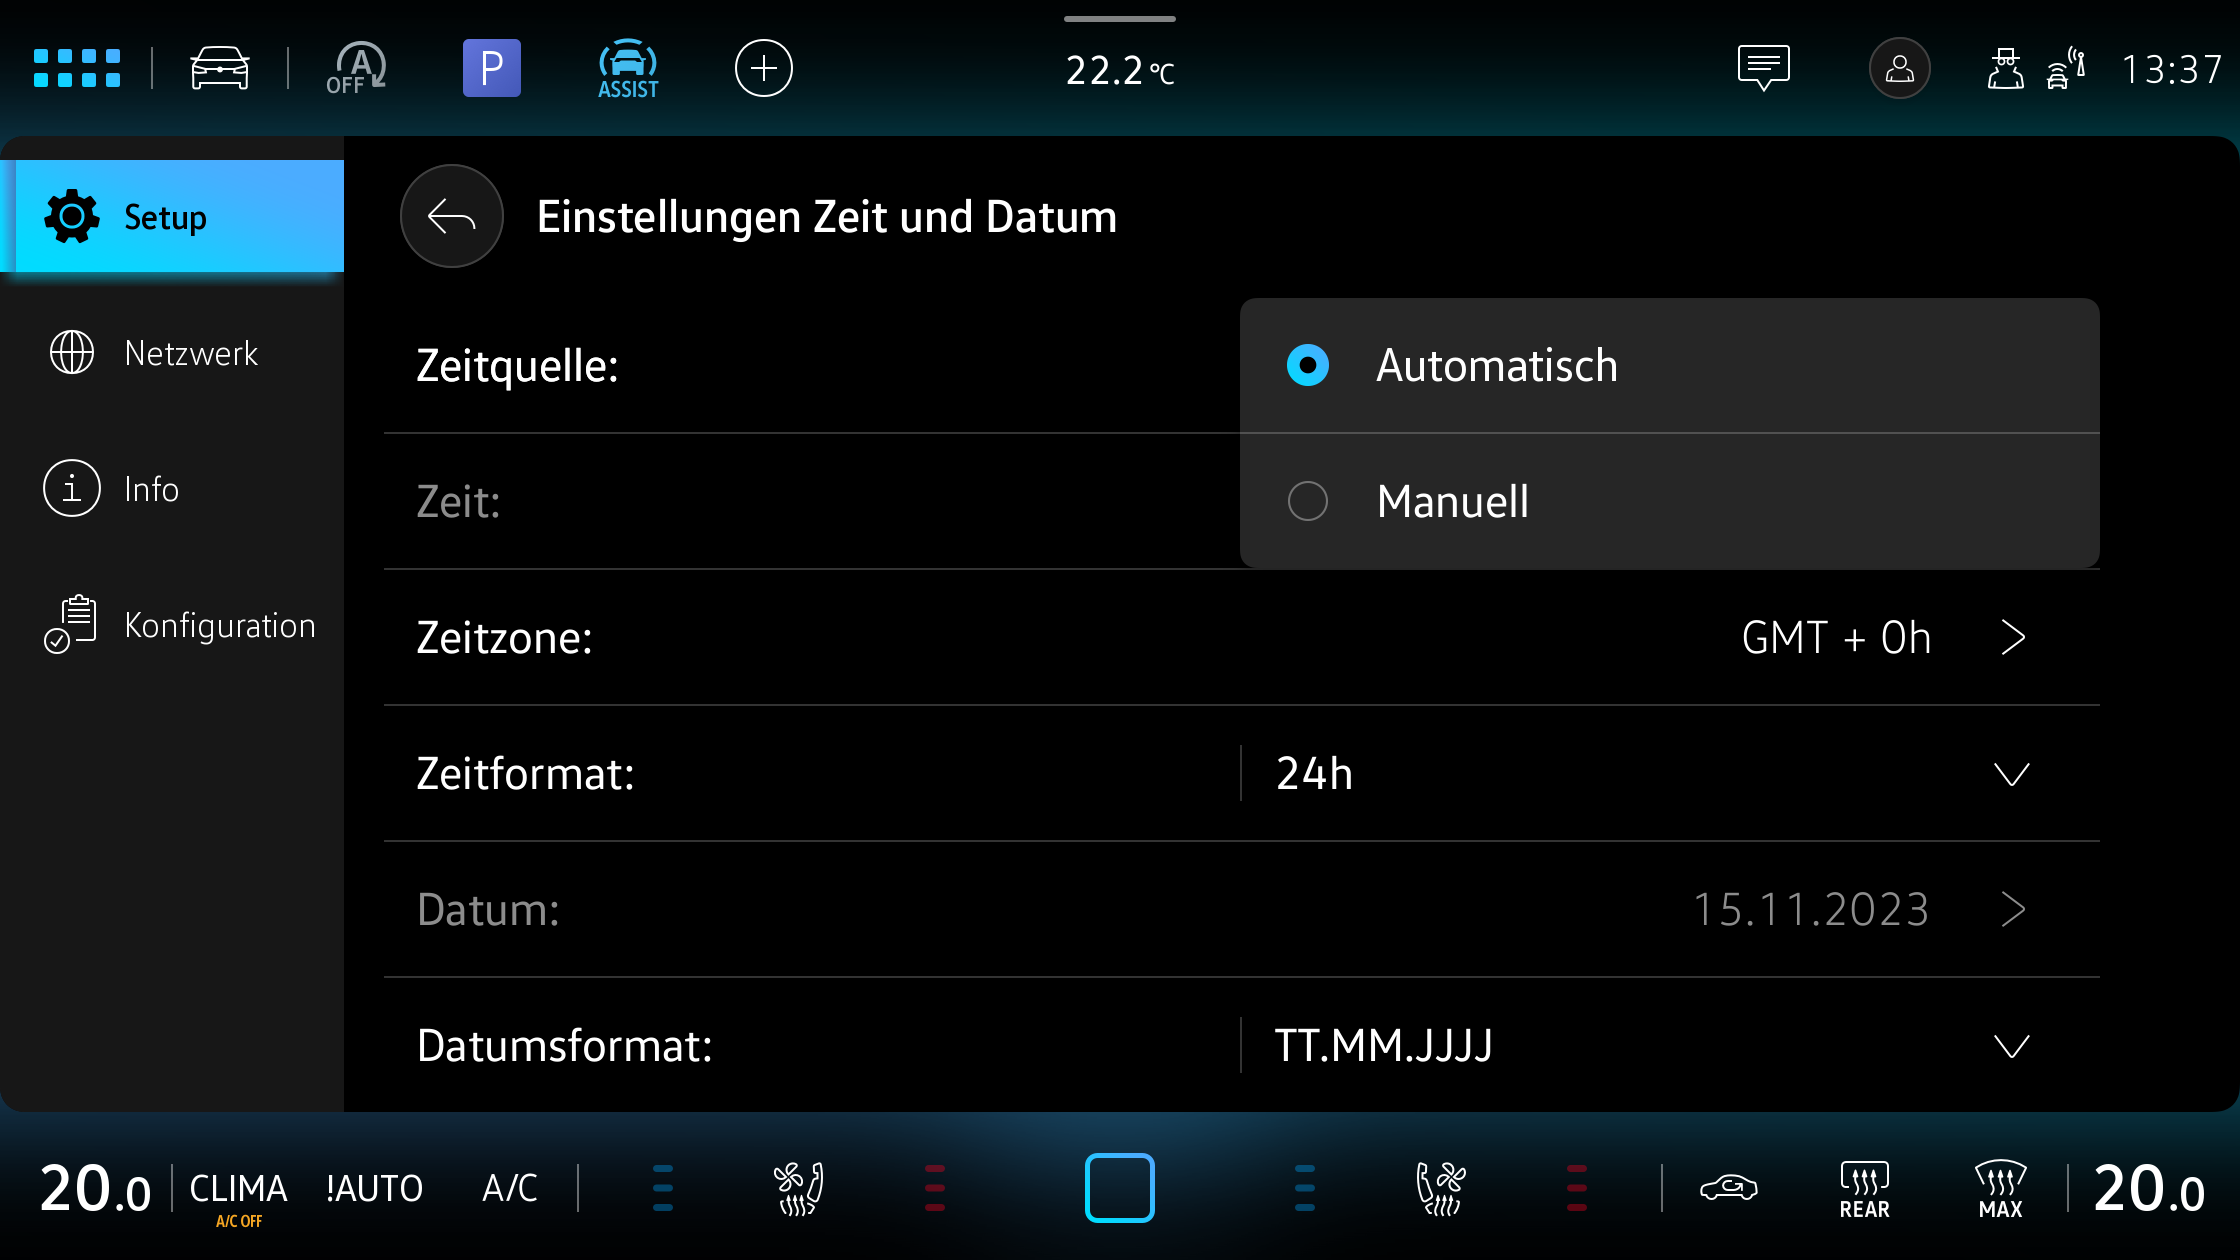 A
OFF
P
ASSIST
22.2 °C
13:37
Setup
Netzwerk
Info
Konfiguration
Einstellungen Zeit und Datum
Zeitquelle:
Automatisch
Zeit:
Manuell
Zeitzone:
GMT + 0h
Zeitformat:
24h
Datum:
15.11.2023
Datumsformat:
TT.MM.JJJJ
20.0
CLIMA
A/C OFF
!AUTO
A/C
REAR
MAX
20.0